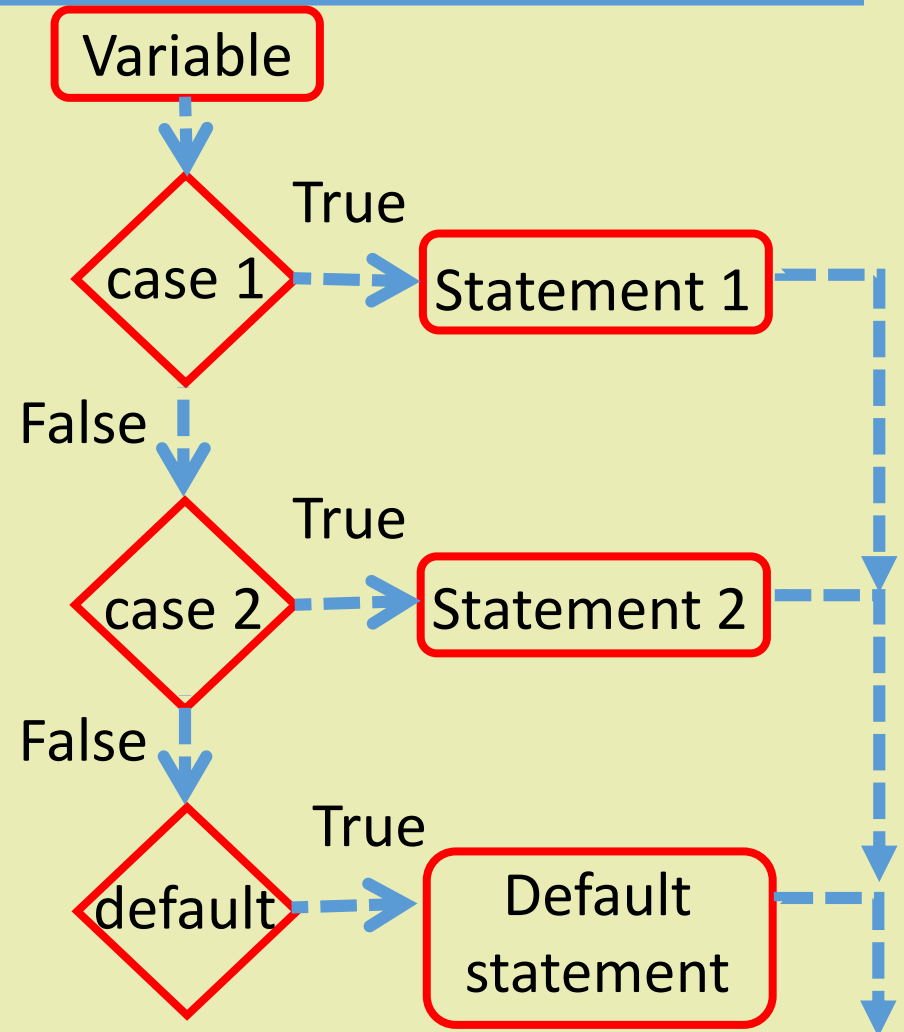 Variable
True
case 1
Statement 1
False
True
case 2
Statement 2
False
True
default
Default
statement